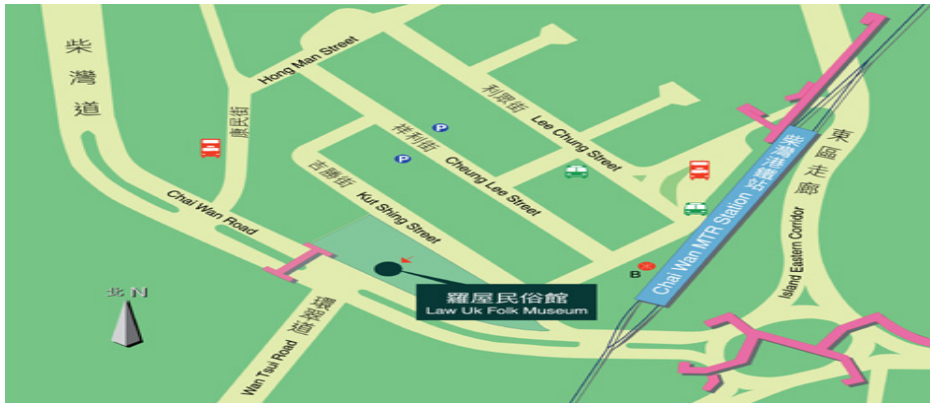 柴灣道
Hong Man Street
康民街
利眾街 Lee Chung Street
祥利街 Cheung Lee Street
吉勝街 Kut Shing Street
Chai Wan Road
P
P
柴灣港鐵站
Chai Wan MTR Station
東區走廊
Island Eastern Corridor
B
羅屋民俗館
Law Uk Folk Museum
北 N
Wan Tsui Road 環翠道